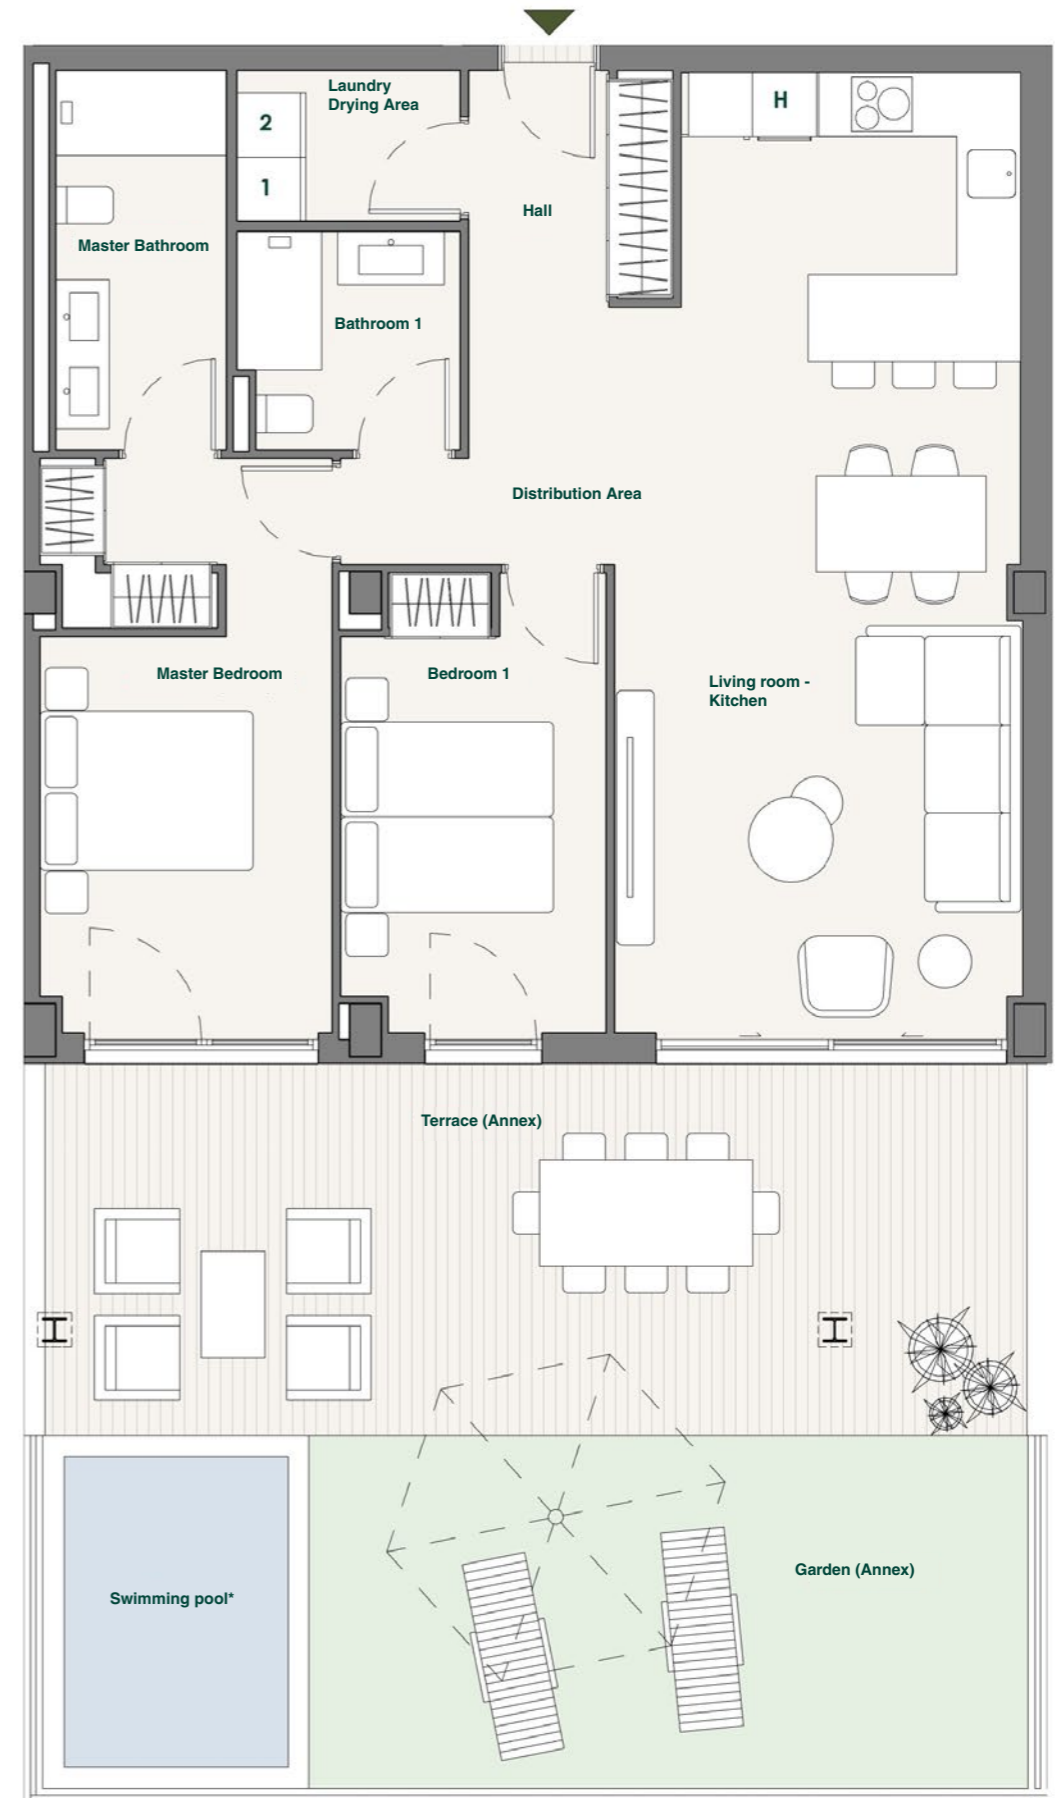 Laundry
Drying Area
H
2
1
Hall
Master Bathroom
Bathroom 1
Distribution Area
Master Bedroom
Bedroom 1
Living room -
Kitchen
Terrace (Annex)
Garden (Annex)
Swimming pool*